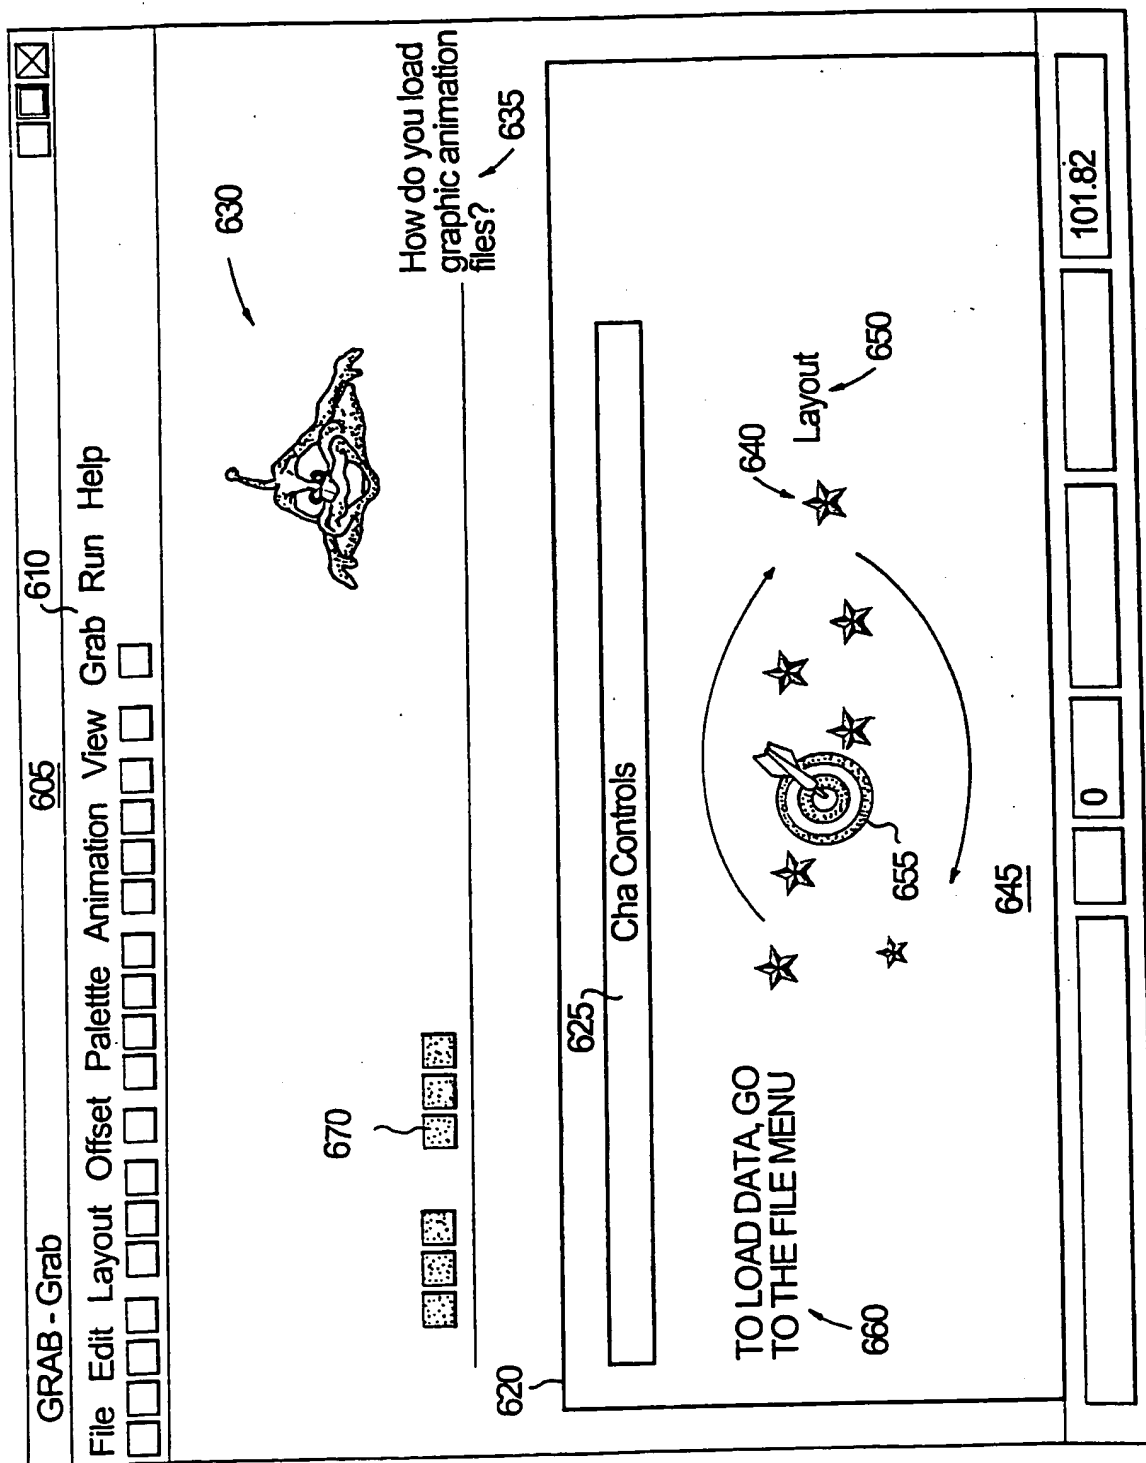 GRAB - Grab
605
610
File Edit Layout Offset Palettte Animation View Grab Run Help
630
670
How do you load
graphic animation
files?
635
620
625
Cha Controls
640
Layout
650
TO LOAD DATA, GO
TO THE FILE MENU
660
655
645
0
101.82